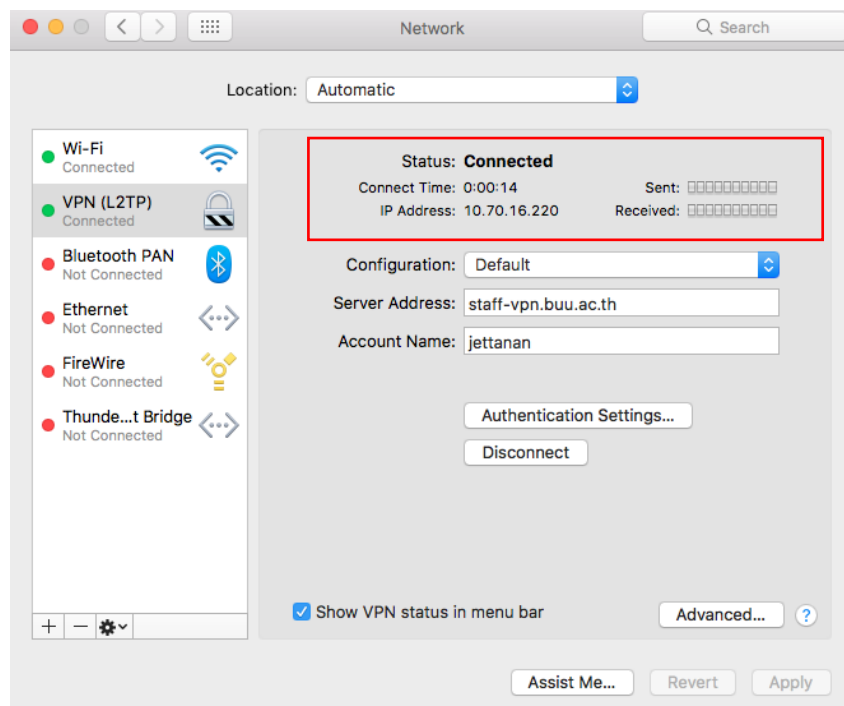 Network
Search
Location: Automatic
Wi-Fi
Connected
VPN (L2TP)
Connected
Bluetooth PAN
Not Connected
Ethernet
Not Connected
FireWire
Not Connected
Thunde...t Bridge
Not Connected
Status: Connected
Connect Time: 0:00:14 Sent:
IP Address: 10.70.16.220 Received:
Configuration: Default
Server Address: staff-vpn.buu.ac.th
Account Name: jettanan
Authentication Settings...
Disconnect
Show VPN status in menu bar
Advanced... ?
Assist Me... Revert Apply